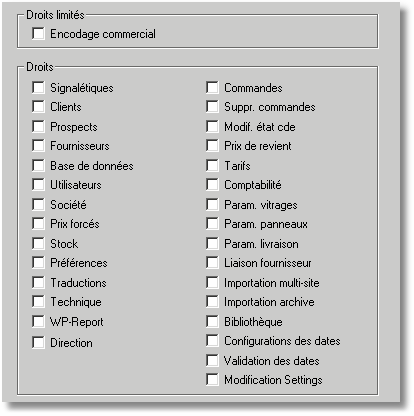 Droits limités
Encodage commercial
Droits
Signalétiques
Clients
Prospects
Fournisseurs
Base de données
Utilisateurs
Société
Prix forcés
Stock
Préférences
Traductions
Technique
WP-Report
Direction
Commandes
Suppr. commandes
Modif. état cde
Prix de revient
Tarifs
Comptabilité
Param. vitrages
Param. panneaux
Param. livraison
Liaison fournisseur
Importation multi-site
Importation archive
Bibliothèque
Configurations des dates
Validation des dates
Modification Settings